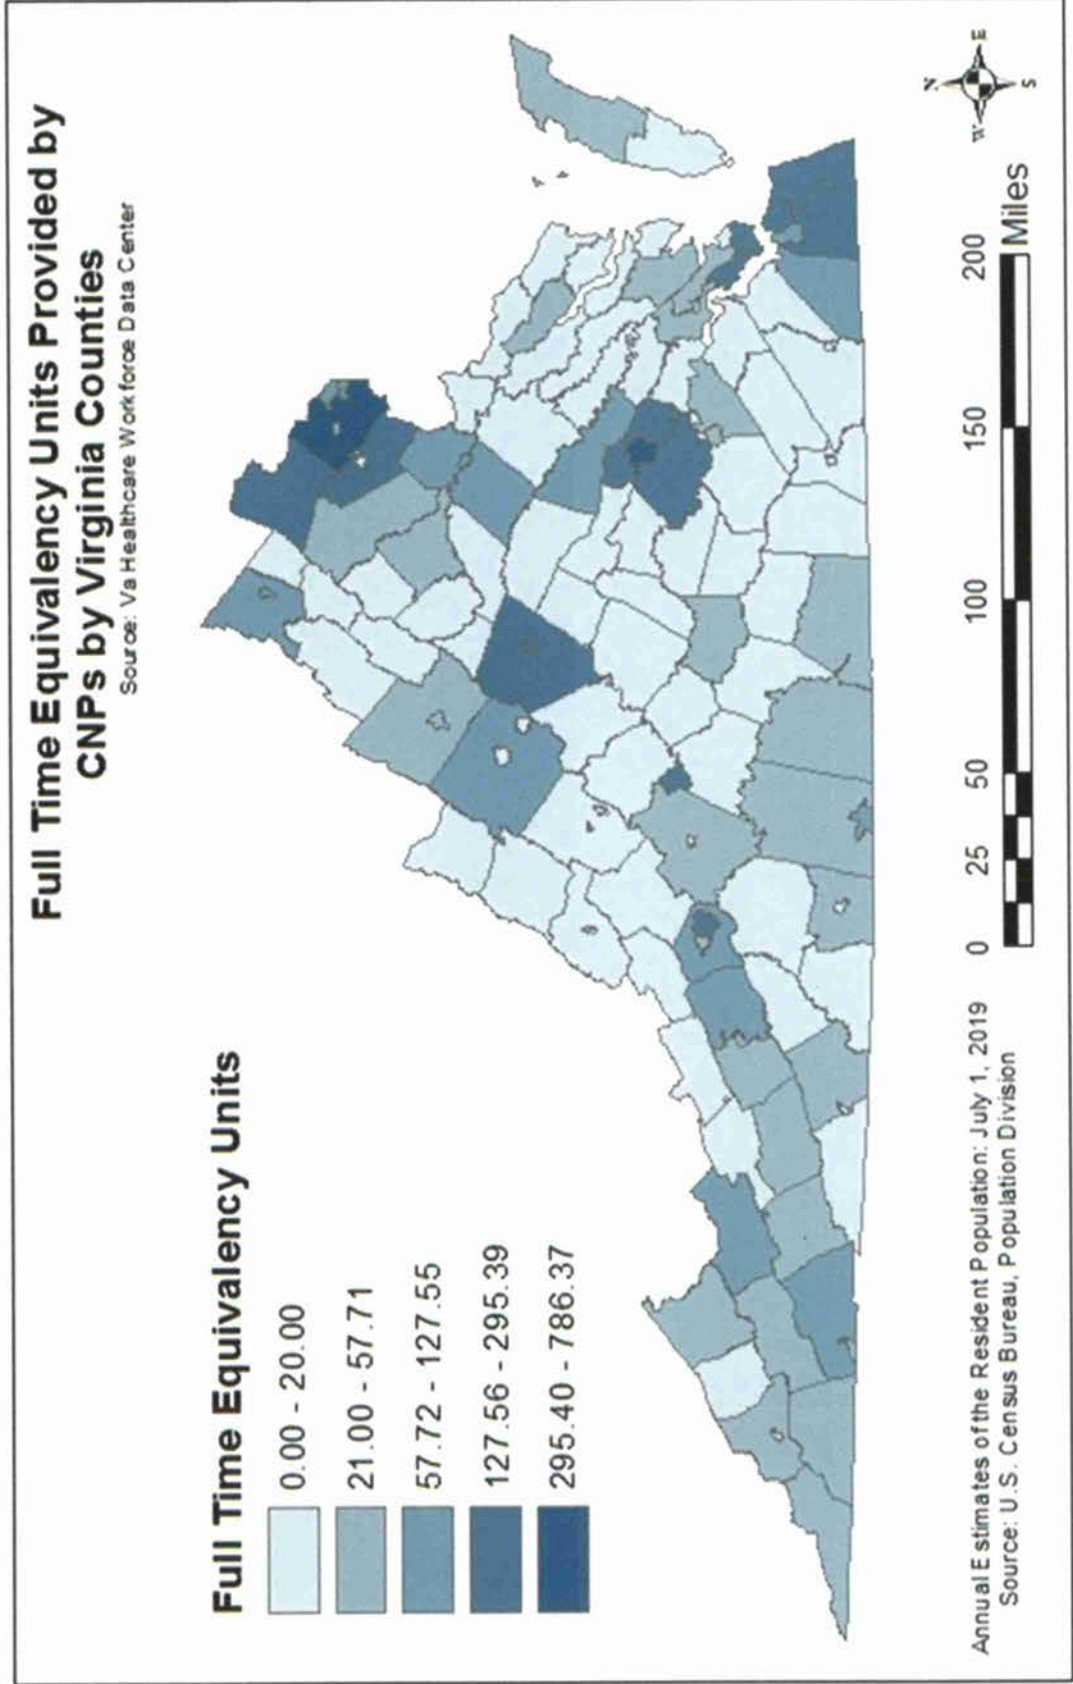 Full Time Equivalency Units Provided by
CNPs by Virginia Counties
Source: Va Healthcare Workforce Data Center
Full Time Equivalency Units
0.00 - 20.00
21.00 - 57.71
57.72 - 127.55
127.56 - 295.39
295.40 - 786.37
N
W
E
S
0 25 50 100 150 200
Miles
Annual Estimates of the Resident Population: July 1, 2019
Source: U.S. Census Bureau, Population Division